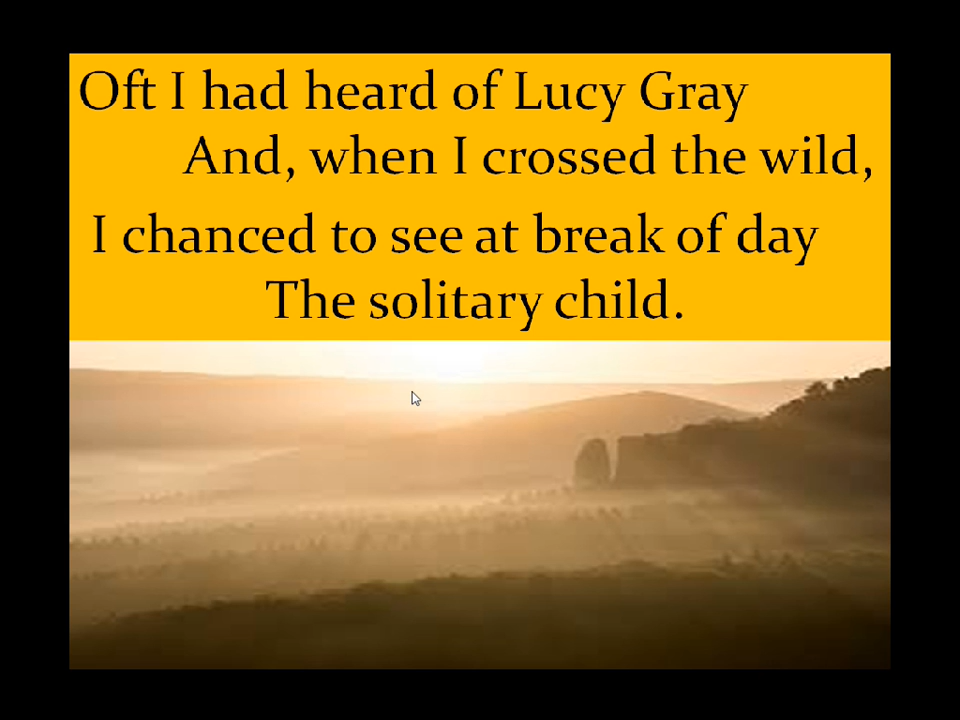 Oft I had heard of Lucy Gray
And, when I crossed the wild,
I chanced to see at break of day
The solitary child.